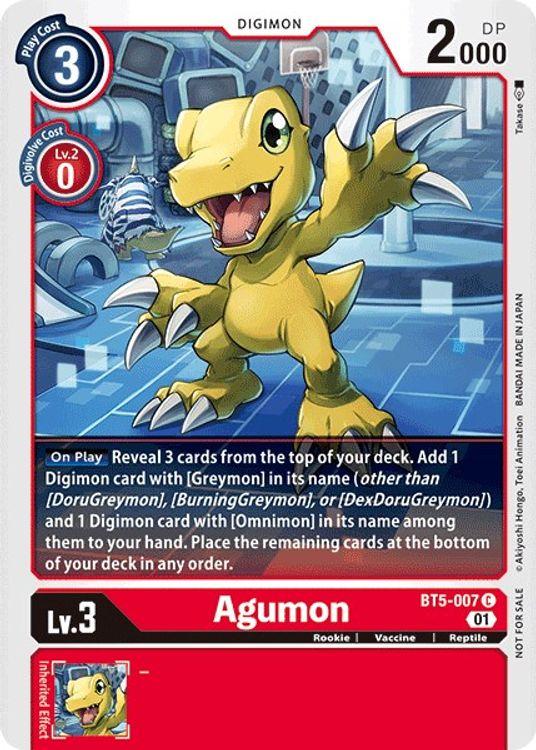 DIGIMON
Play Cost
3
DP
2000
Digivolve Cost
Lv.2
0
Takase
On Play Reveal 3 cards from the top of your deck. Add 1
Digimon card with [Greymon] in its name (other than
[DoruGreymon], [BurningGreymon], or [DexDoruGreymon])
and 1 Digimon card with [Omnimon] in its name among
them to your hand. Place the remaining cards at the bottom
of your deck in any order.
© Akiyoshi Hongo, Toei Animation BANDAI MADE IN JAPAN
NOT FOR SALE
Lv.3
Agumon
BT5-007 C
01
Rookie | Vaccine | Reptile
Inherited Effect
–